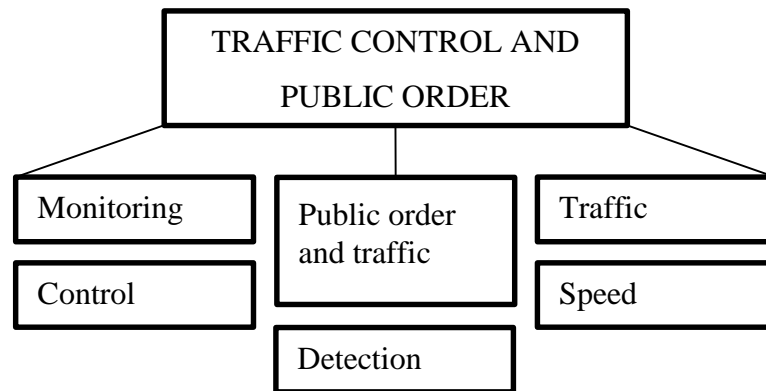 TRAFFIC CONTROL AND
PUBLIC ORDER
Monitoring
Control
Public order
and traffic
Detection
Traffic
Speed